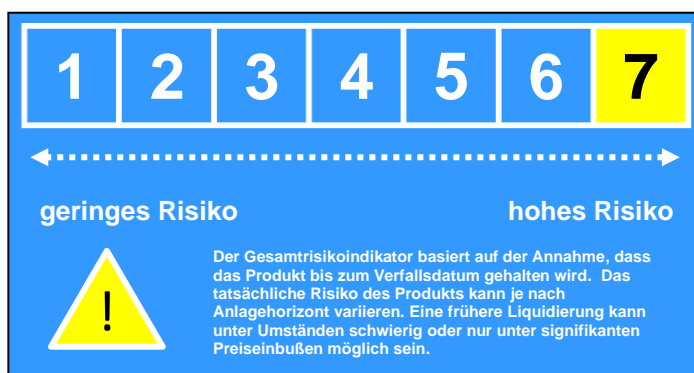 1 2 3 4 5 6 7
geringes Risiko hohes Risiko
!
Der Gesamtrisikoindikator basiert auf der Annahme, dass
das Produkt bis zum Verfallsdatum gehalten wird. Das
tatsächliche Risiko des Produkts kann je nach
Anlagehorizont variieren. Eine frühere Liquidierung kann
unter Umständen schwierig oder nur unter signifikanten
Preiseinbußen möglich sein.